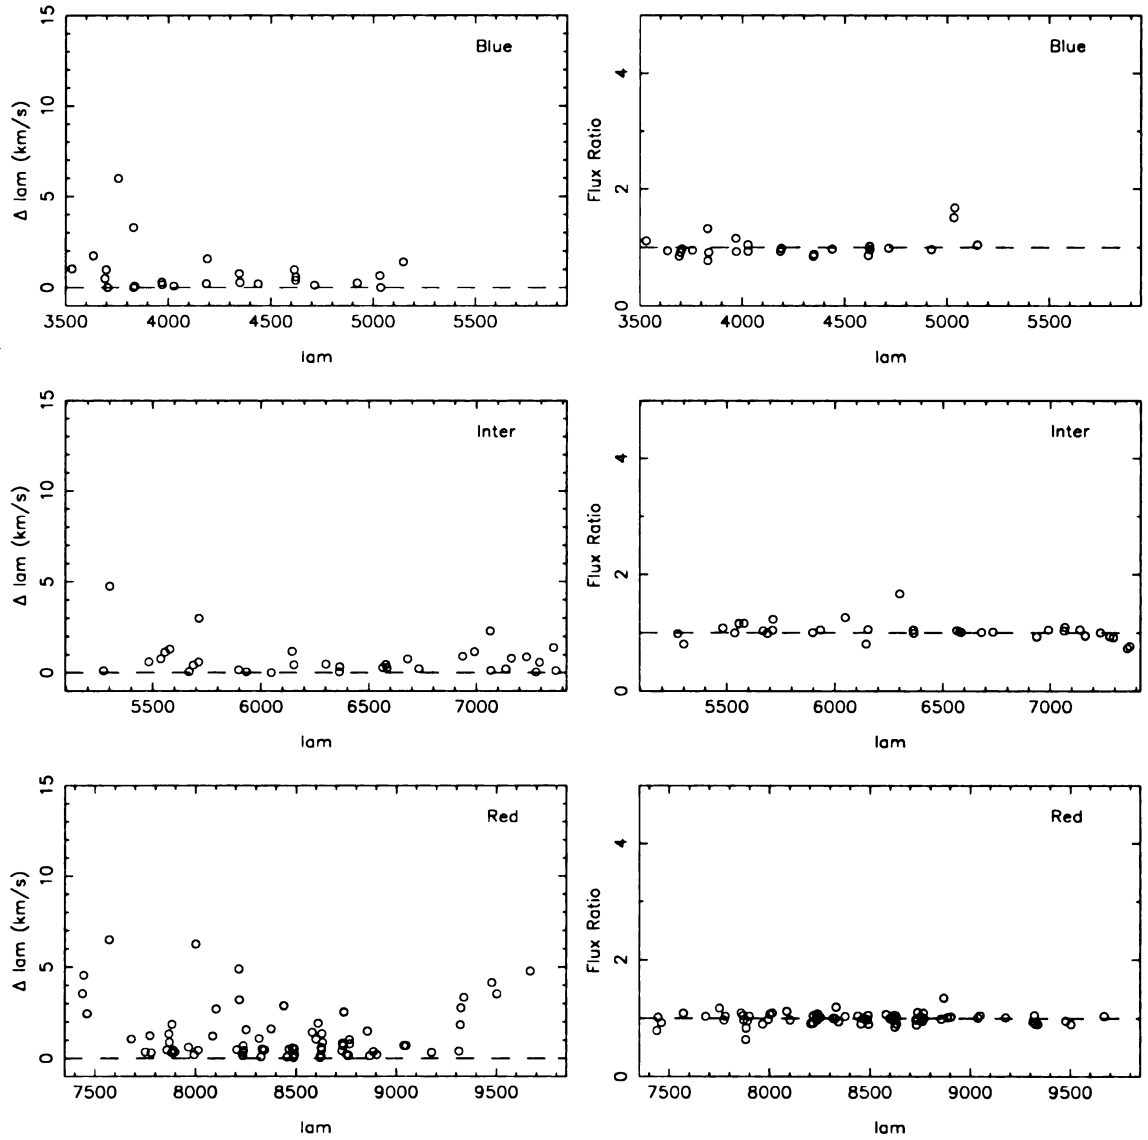 15
10
5
0
Δ lam (km/s)
Blue
3500 4000 4500 5000 5500
lam
4
2
0
Flux Ratio
Blue
3500 4000 4500 5000 5500
lam
15
10
5
0
Δ lam (km/s)
Inter
5500 6000 6500 7000
lam
4
2
0
Flux Ratio
Inter
5500 6000 6500 7000
lam
15
10
5
0
Δ lam (km/s)
Red
7500 8000 8500 9000 9500
lam
4
2
0
Flux Ratio
Red
7500 8000 8500 9000 9500
lam